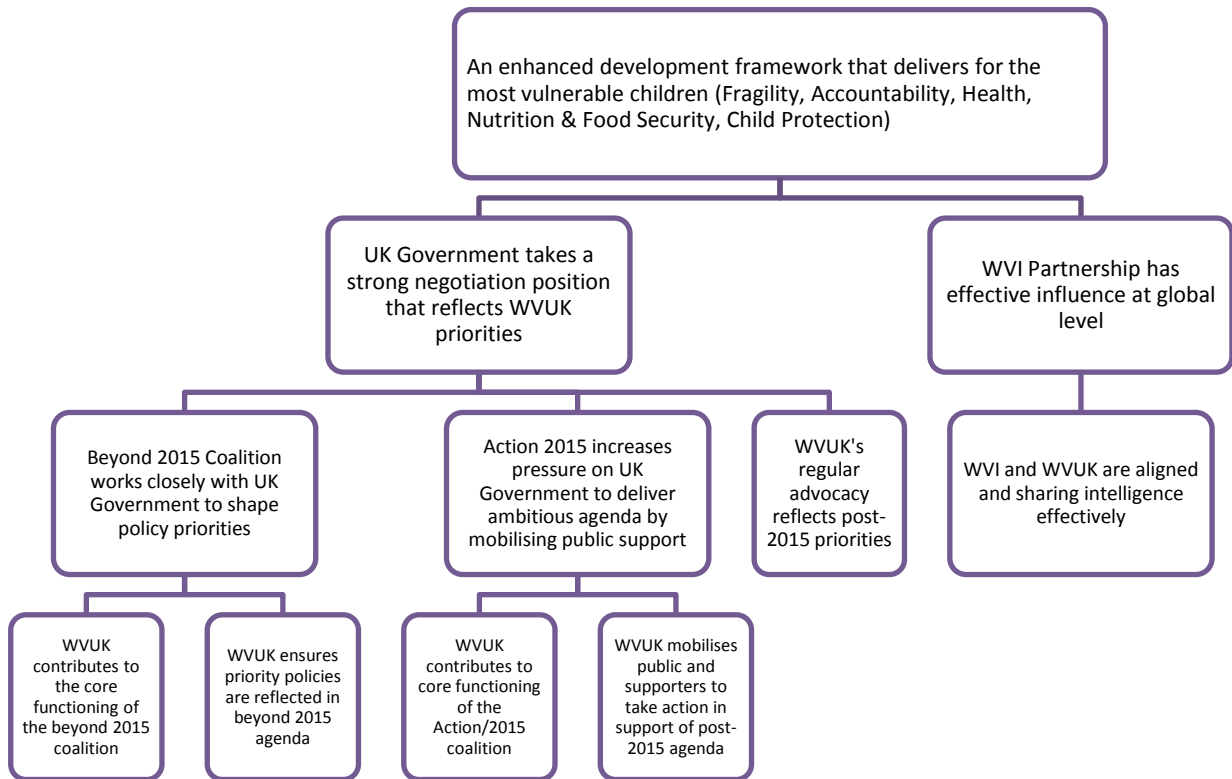 An enhanced development framework that delivers for the
most vulnerable children (Fragility, Accountability, Health,
Nutrition & Food Security, Child Protection)
UK Government takes a
strong negotiation position
that reflects WVUK
priorities
WVI Partnership has
effective influence at global
level
Beyond 2015 Coalition
works closely with UK
Government to shape
policy priorities
Action 2015 increases
pressure on UK
Government to deliver
ambitious agenda by
mobilising public support
WVUK's
regular
advocacy
reflects post-
2015 priorities
WVI and WVUK are aligned
and sharing intelligence
effectively
WVUK
contributes to
the core
functioning of
the beyond 2015
coalition
WVUK ensures
priority policies
are reflected in
beyond 2015
agenda
WVUK
contributes to
core functioning
of the
Action/2015
coalition
WVUK mobilises
public and
supporters to
take action in
support of post-
2015 agenda